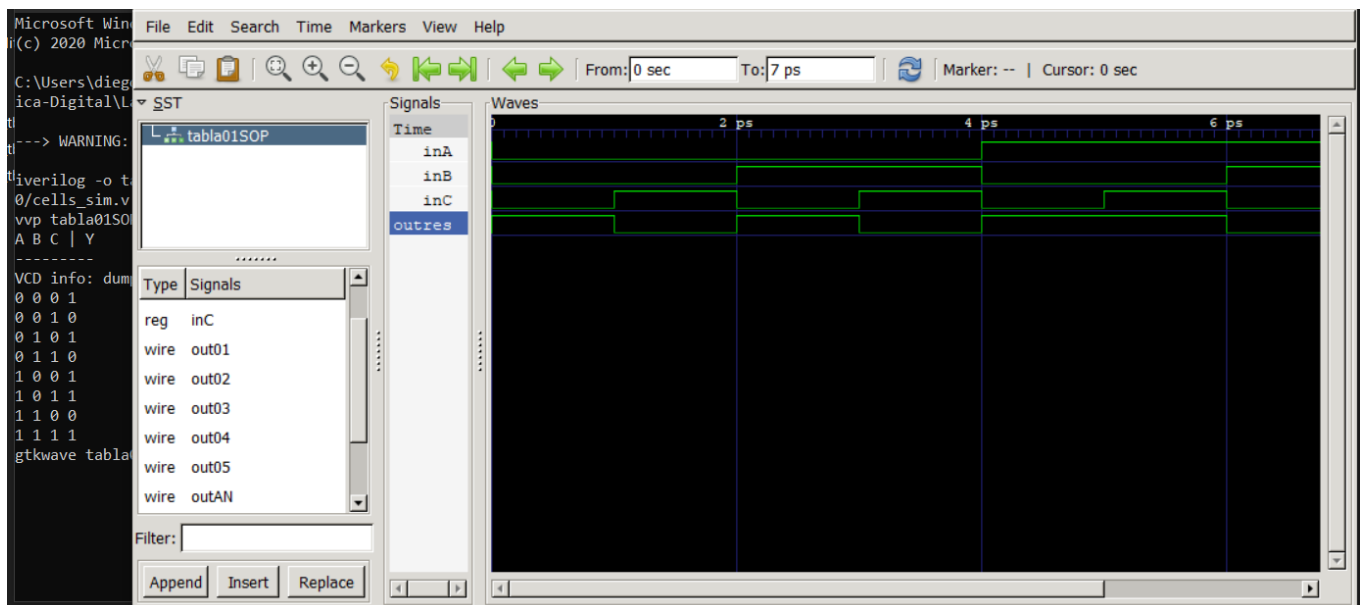 Microsoft Win
(c) 2020 Micr
C:\Users\dieg
ica-Digital\L
---> WARNING:
iverilog -o t
0/cells_sim.v
vvp tabla01SO
A B C | Y
---------
VCD info: dum
0 0 0 1
0 0 1 0
0 1 0 1
0 1 1 0
1 0 0 1
1 0 1 1
1 1 0 0
1 1 1 1
gtkwave tabla
File Edit Search Time Markers View Help
From: 0 sec To: 7 ps Marker: -- | Cursor: 0 sec
SST
tabla01SOP
Type Signals
reg inC
wire out01
wire out02
wire out03
wire out04
wire out05
wire outAN
Filter:
Append Insert Replace
Signals
Time
inA
inB
inC
outres
Waves
0 2 ps 4 ps 6 ps